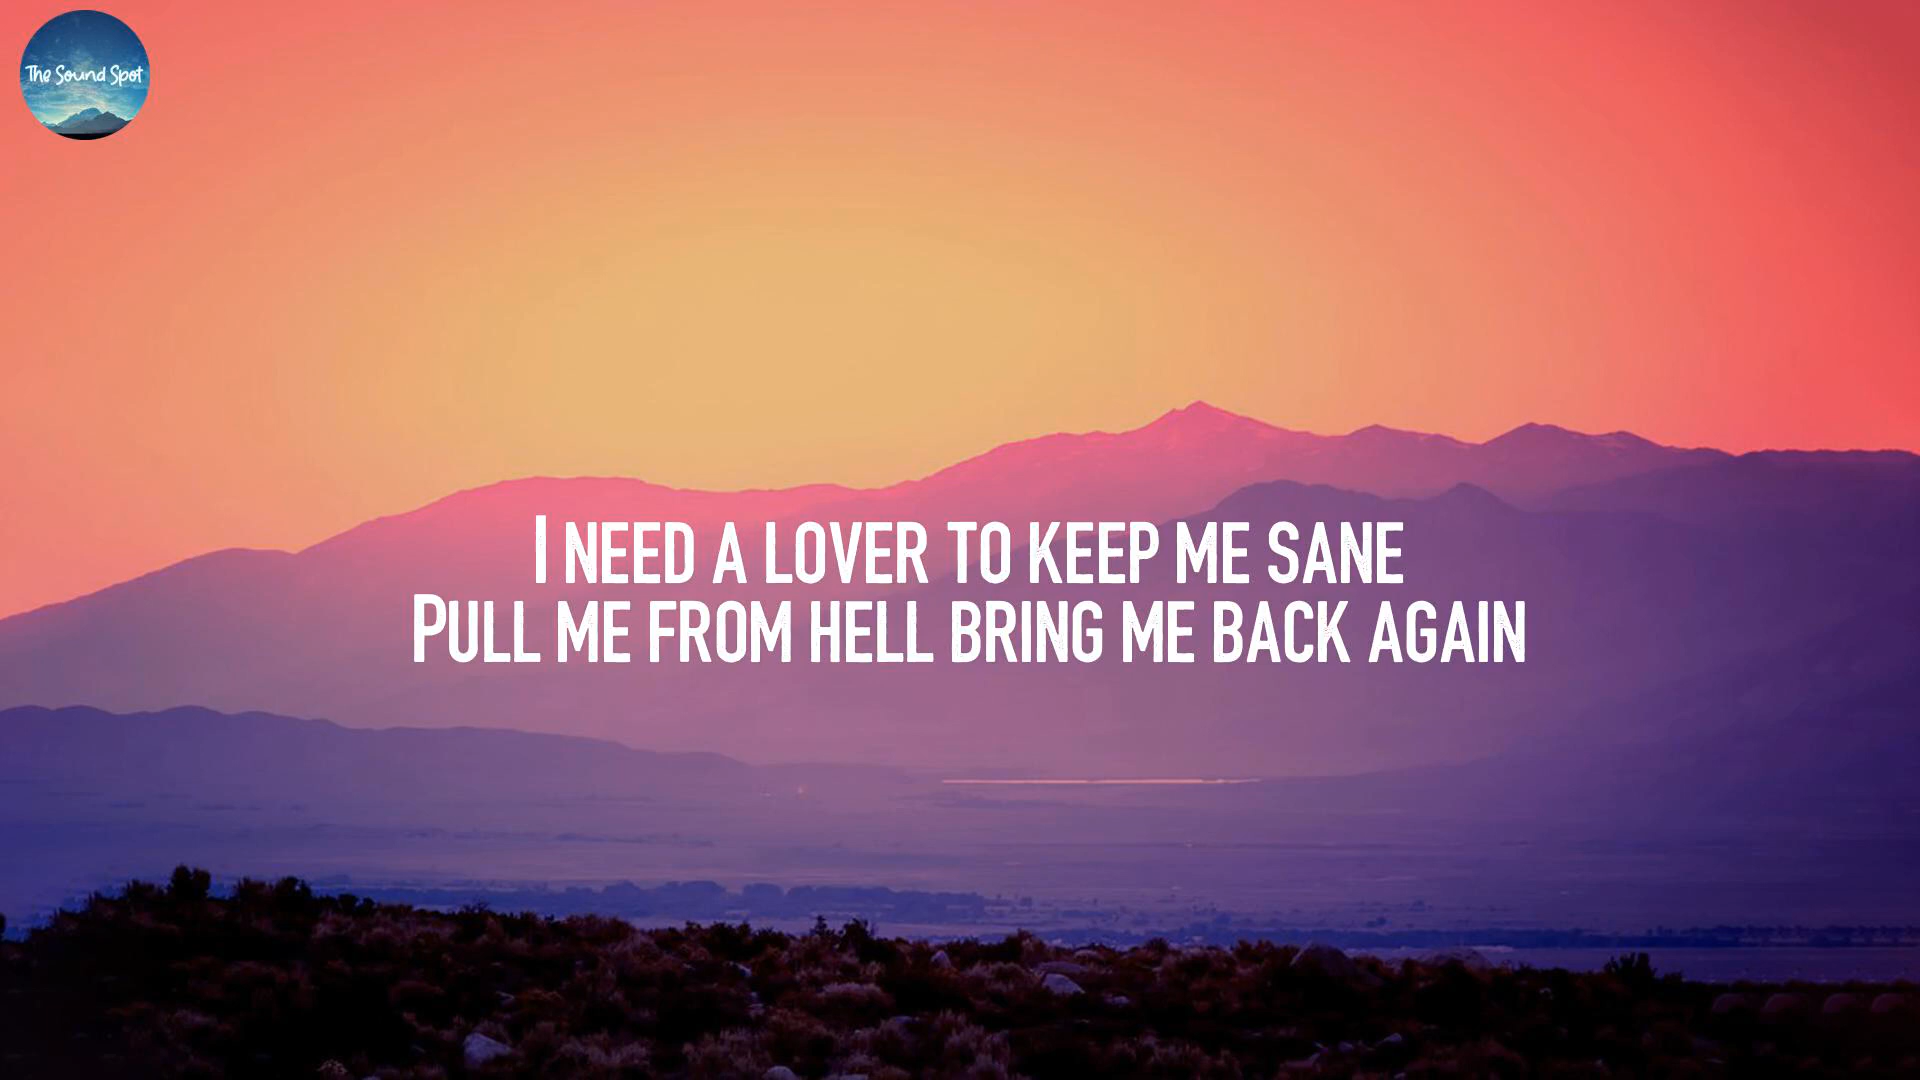 The Sound Spot
I NEED A LOVER TO KEEP ME SANE
PULL ME FROM HELL BRING ME BACK AGAIN